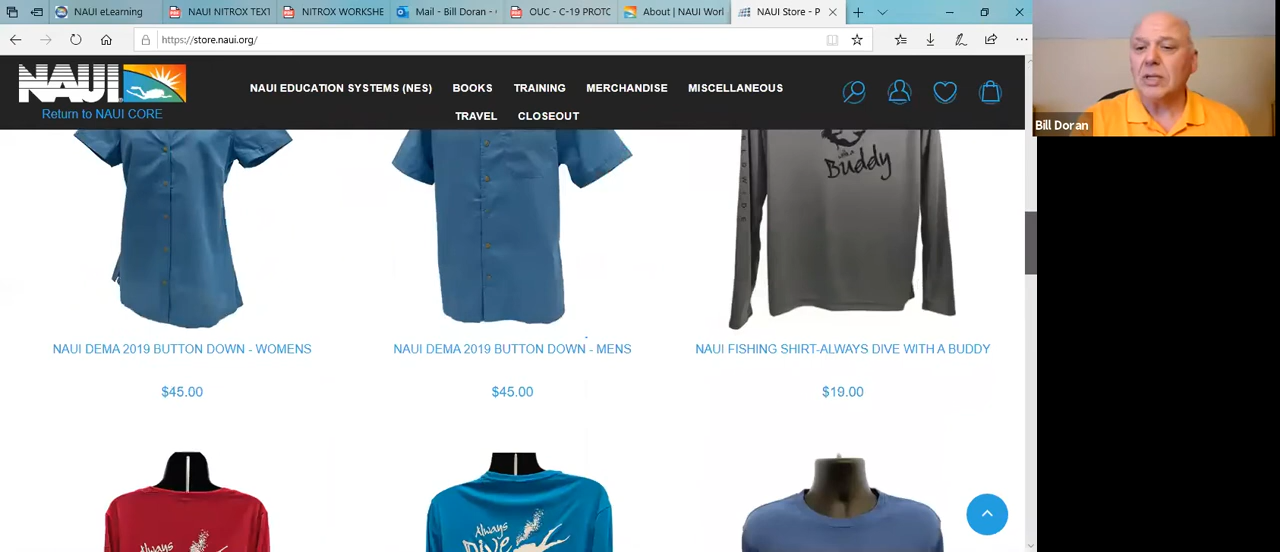 NAUI eLearning
NAUI NITROX TEXT
NITROX WORKSHE
Mail - Bill Doran -
OUC - C-19 PROTO
About | NAUI Worl
NAUI Store - P
https://store.naui.org/
NAUI
Return to NAUI CORE
NAUI EDUCATION SYSTEMS (NES)
BOOKS
TRAINING
MERCHANDISE
MISCELLANEOUS
TRAVEL
CLOSEOUT
Bill Doran
Buddy
NAUI DEMA 2019 BUTTON DOWN - WOMENS
NAUI DEMA 2019 BUTTON DOWN - MENS
NAUI FISHING SHIRT-ALWAYS DIVE WITH A BUDDY
$45.00
$45.00
$19.00
Always
Always
Dive